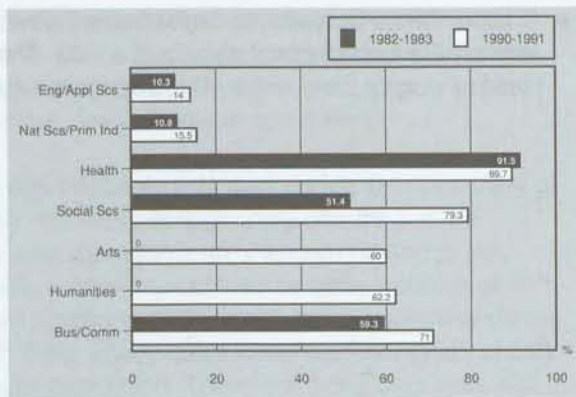 1982-1983 1990-1991
Eng/Appl Scs 10.3
14
Nat Scs/Prim Ind 10.8
15.5
Health 91.5
89.7
Social Scs 51.4
79.3
Arts 0
60
Humanities 0
62.2
Bus/Comm 59.3
71
%
0 20 40 60 80 100